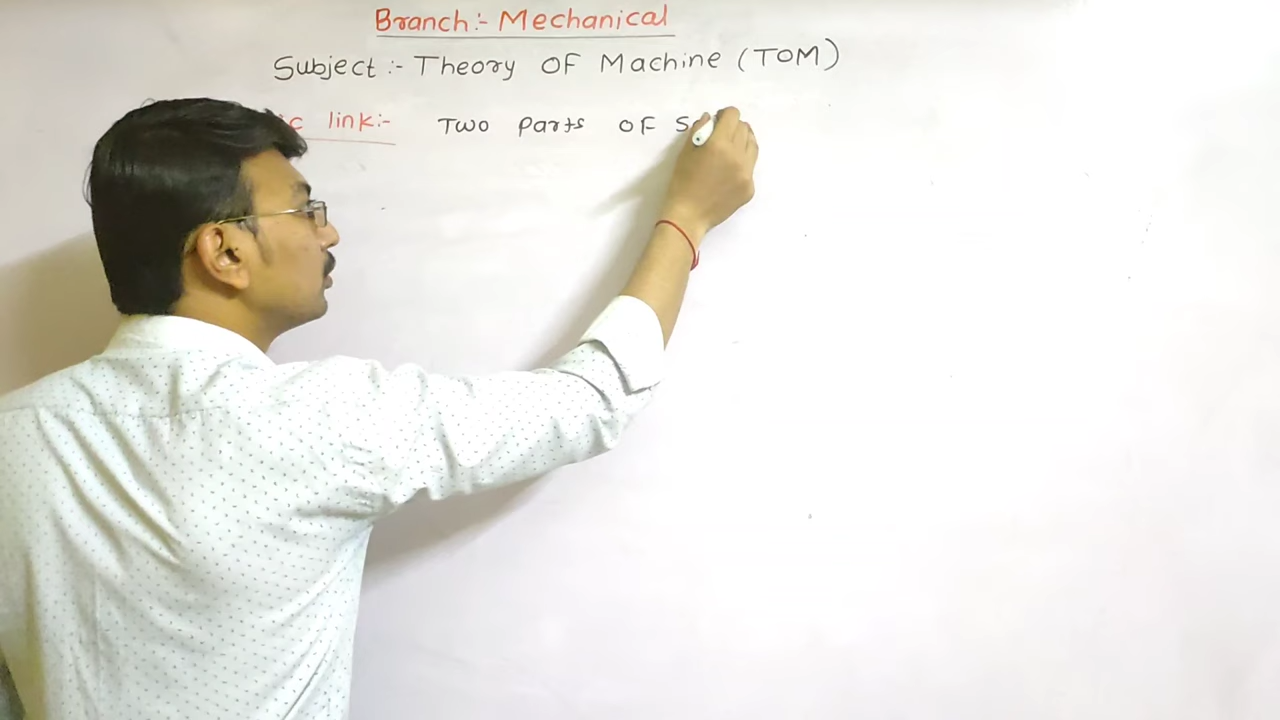 Branch:- Mechanical
Subject:- Theory OF Machine (TOM)
link:- Two Parts OF